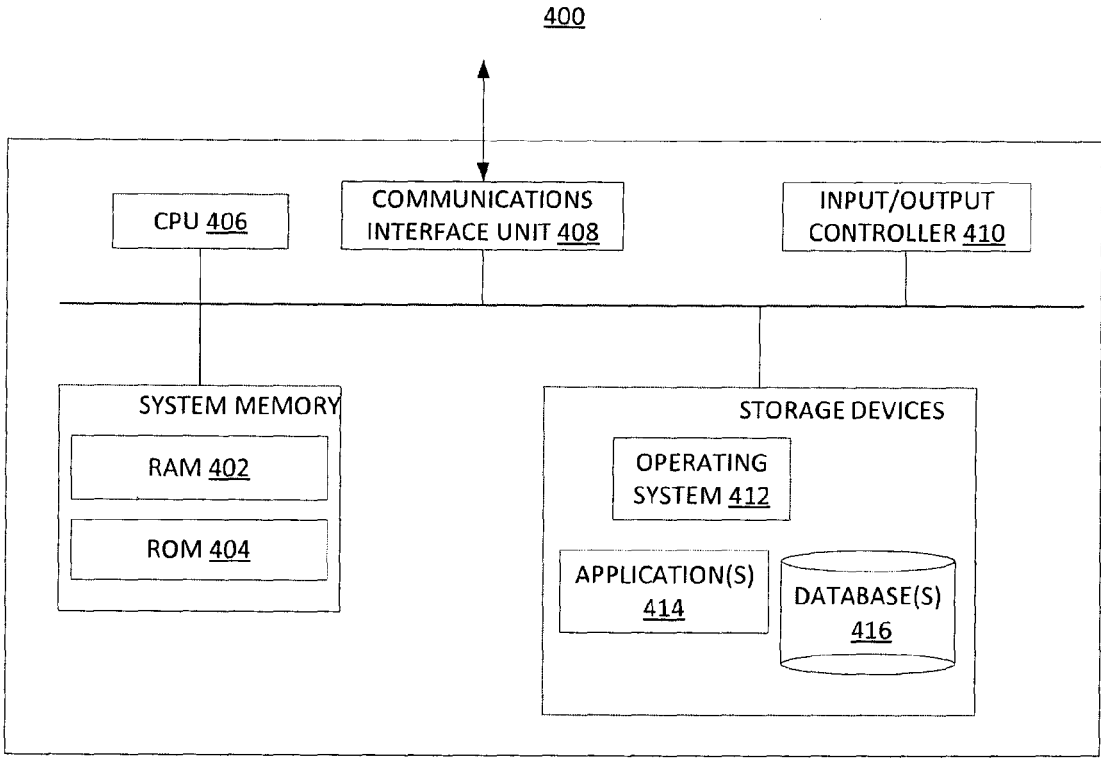 400
CPU 406
COMMUNICATIONS
INTERFACE UNIT 408
INPUT/OUTPUT
CONTROLLER 410
SYSTEM MEMORY
RAM 402
ROM 404
STORAGE DEVICES
OPERATING
SYSTEM 412
APPLICATION(S)
414
DATABASE(S)
416